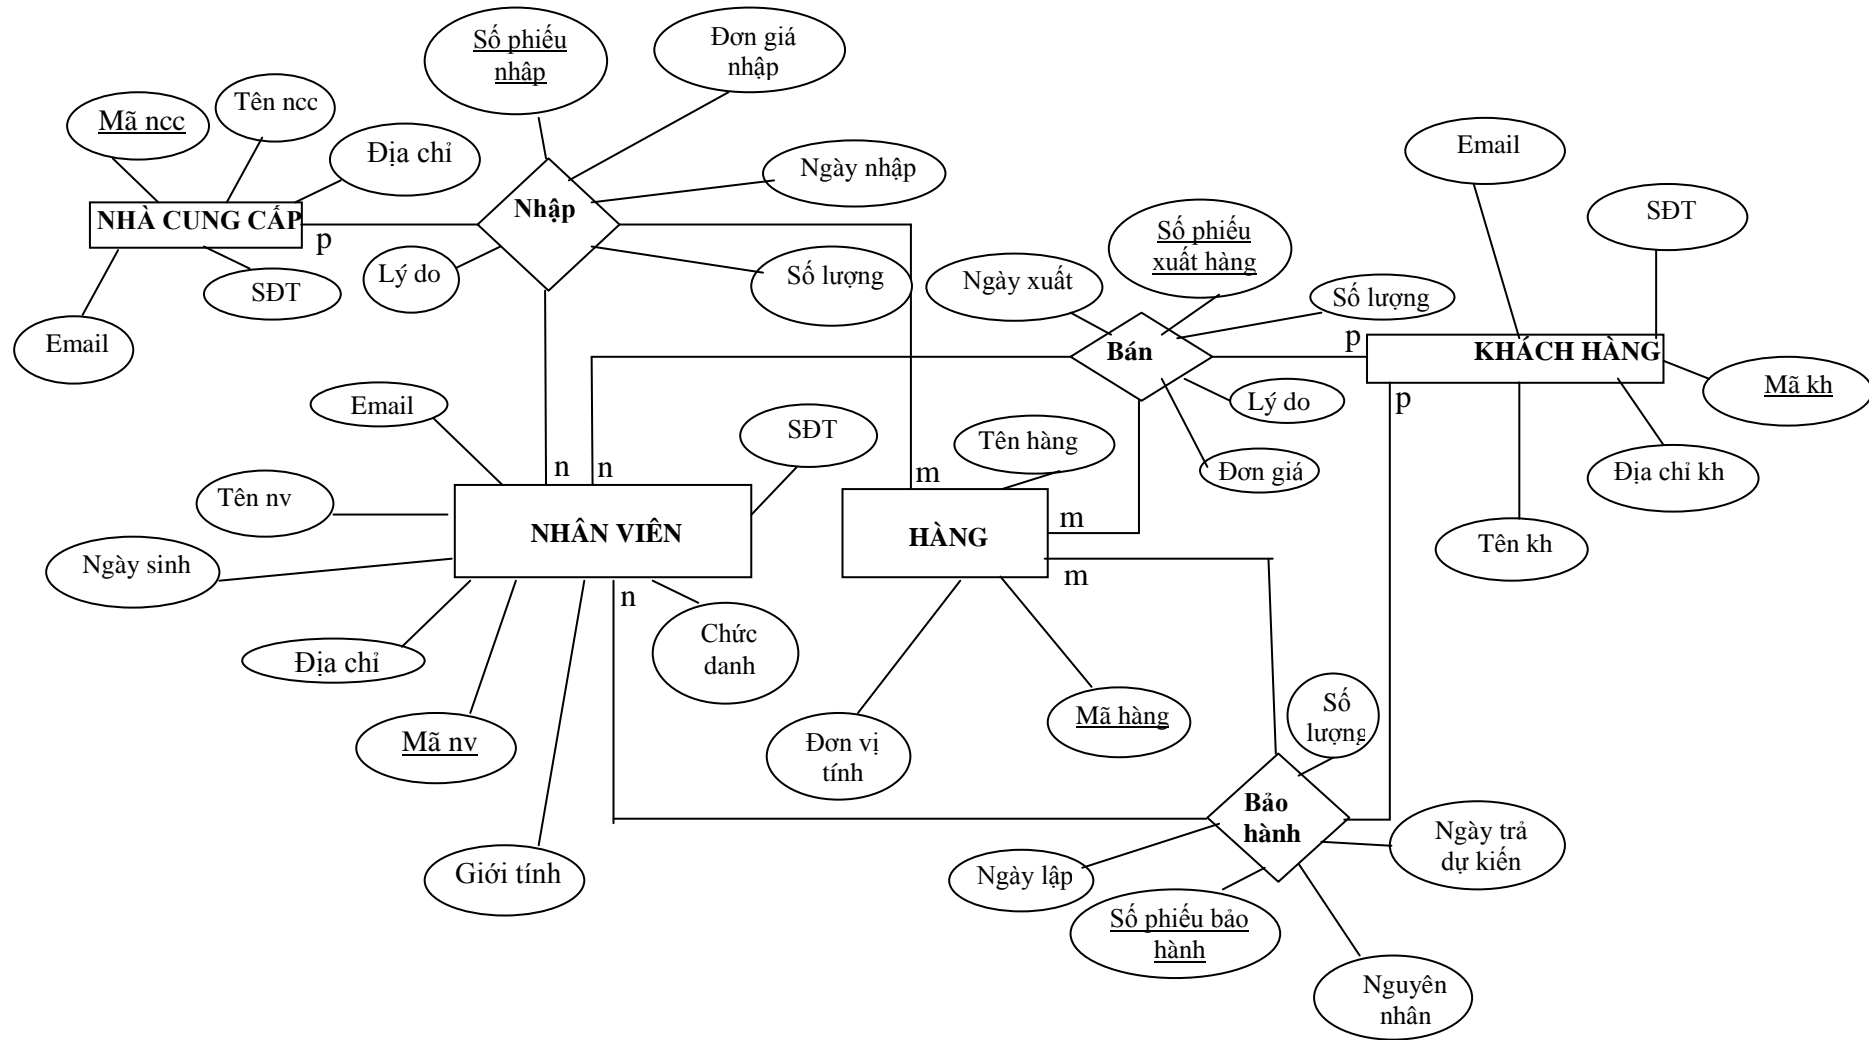 Số phiếu
nhâp
Đơn giá
nhập
Mã ncc
Tên ncc
Địa chỉ
Ngày nhập
Nhập
NHÀ CUNG CẤP
p
Lý do
Số lượng
SĐT
Email
Email
SĐT
Số phiếu
xuất hàng
Ngày xuất
Số lượng
Bán
p
KHÁCH HÀNG
Mã kh
p
Lý do
Đơn giá
Địa chỉ kh
Tên kh
Email
SĐT
Tên hàng
n
n
m
Tên nv
NHÂN VIÊN
HÀNG
m
m
Ngày sinh
n
Địa chỉ
Chức
danh
Mã nv
Giới tính
Đơn vị
tính
Mã hàng
Số
lượng
Bảo
hành
Ngày trả
dự kiến
Ngày lập
Số phiếu bảo
hành
Nguyên
nhân